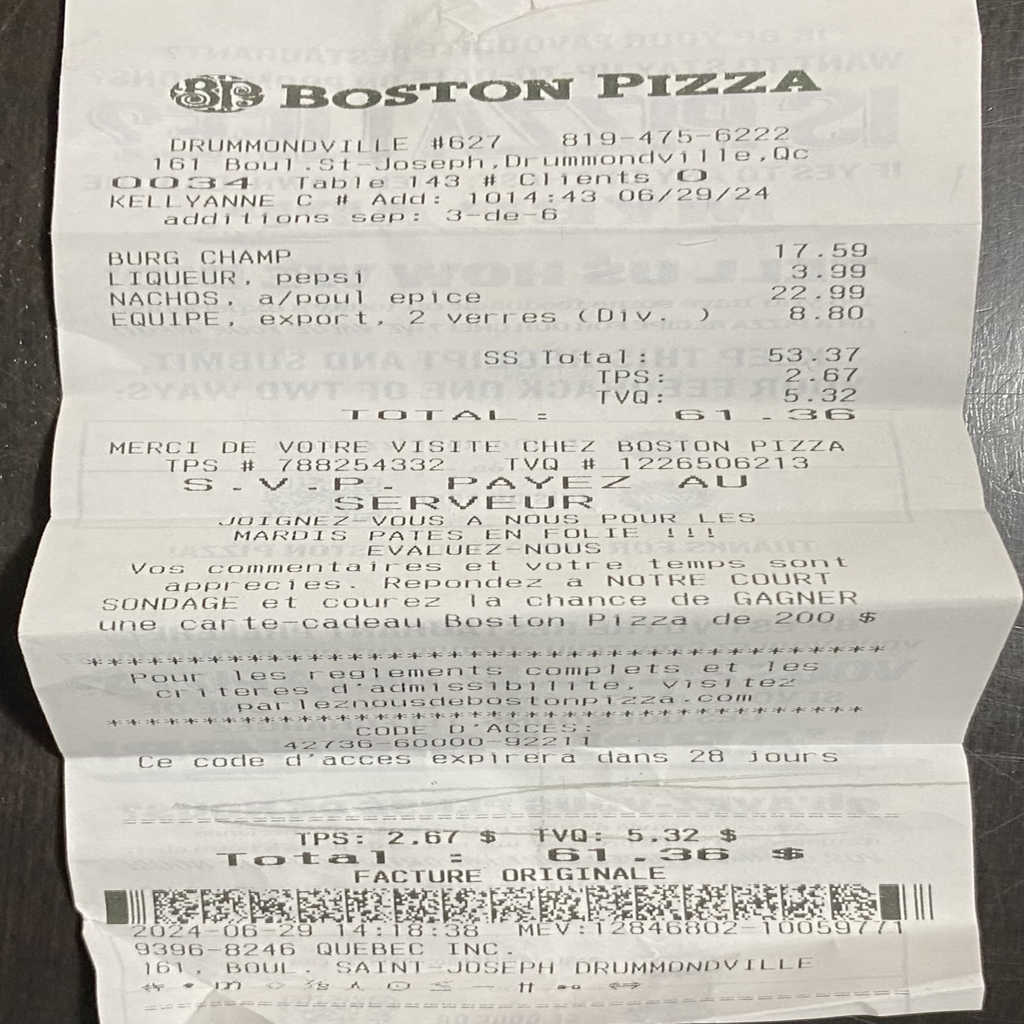 BP BOSTON PIZZA
DRUMMONDVILLE #627 819-475-6222
161 Boul.St-Joseph,Drummondville,Qc
0034 Table 143 # Clients 0
KELLYANNE C # Add: 1014:43 06/29/24
additions sep: 3-de-6
BURG CHAMP 17.59
LIQUEUR, pepsi 3.99
NACHOS, a/poul epice 22.99
EQUIPE, export, 2 verres (Div. ) 8.80
SS Total: 53.37
TPS: 2.67
TVQ: 5.32
TOTAL: 61.36
MERCI DE VOTRE VISITE CHEZ BOSTON PIZZA
TPS # 788254332 TVQ # 1226506213
S.V.P. PAYEZ AU
SERVEUR
JOIGNEZ-VOUS A NOUS POUR LES
MARDIS PATES EN FOLIE !!!
EVALUEZ-NOUS
Vos commentaires et votre temps sont
apprecies. Repondez a NOTRE COURT
SONDAGE et courez la chance de GAGNER
une carte-cadeau Boston Pizza de 200 $
****************************************
Pour les reglements complets et les
criteres d'admissibilite, visitez
parleznousdebostonpizza.com
****************************************
CODE D'ACCES:
42736-60000-92211
Ce code d'acces expirera dans 28 jours
TPS: 2.67 $ TVQ: 5.32 $
Total : 61.36 $
FACTURE ORIGINALE
2024-06-29 14:18:38 MEV:12846802-10059771
9396-8246 QUEBEC INC.
161, BOUL. SAINT-JOSEPH DRUMMONDVILLE